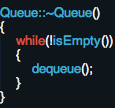 Queue::~Queue()
{
while(!isEmpty())
{
dequeue();
}
}